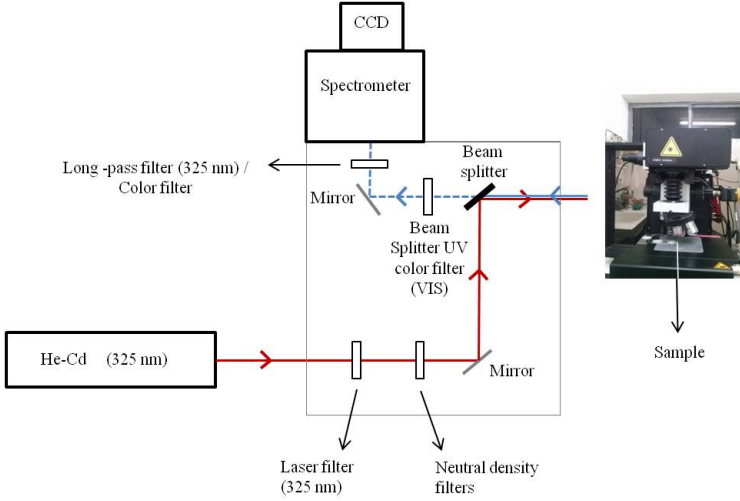 CCD
Spectrometer
Long -pass filter (325 nm) /
Color filter
Beam
splitter
Mirror
Beam
Splitter UV
color filter
(VIS)
He-Cd (325 nm)
Mirror
Sample
Laser filter
(325 nm)
Neutral density
filters